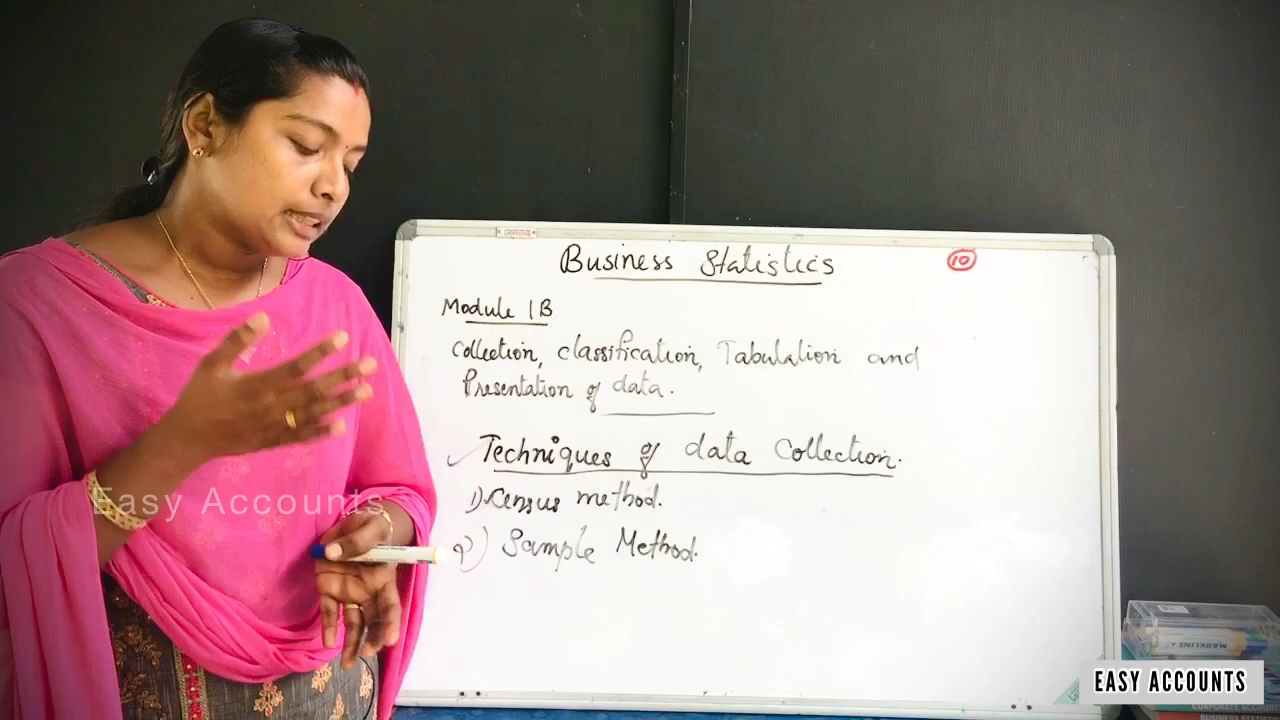 Business Statistics
10
Module 1B
Collection, classification, Tabulation and
Presentation of data.
Techniques of data Collection.
1) Census method.
2) Sample Method.
Easy Accounts
EASY ACCOUNTS